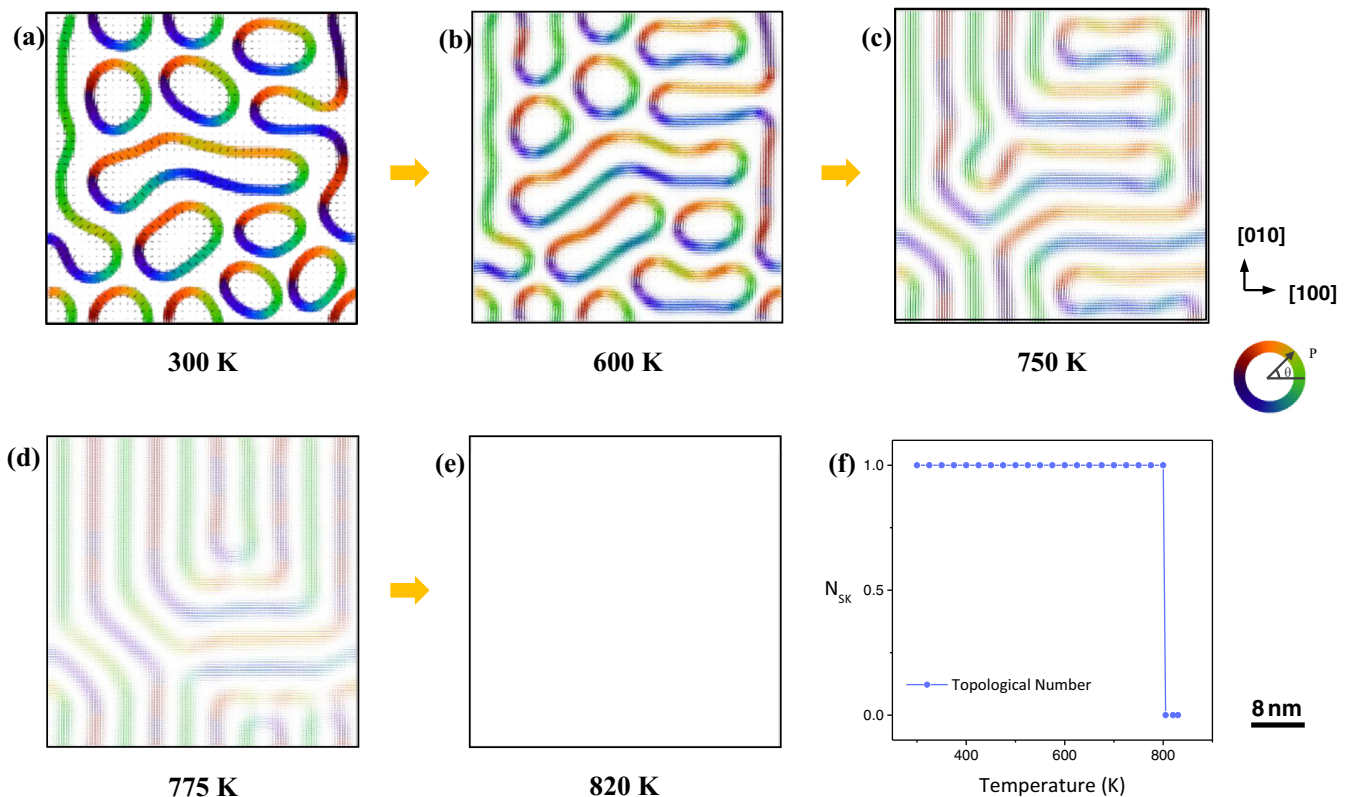 (a)
(b)
(c)
300 K
600 K
750 K
[010]
[100]
P
θ
(d)
(e)
(f)
775 K
820 K
1.0
0.5
0.0
N_SK
Topological Number
400
600
800
Temperature (K)
8 nm